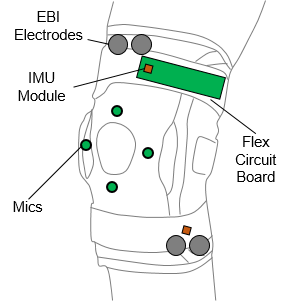 EBI
Electrodes
IMU
Module
Flex
Circuit
Board
Mics